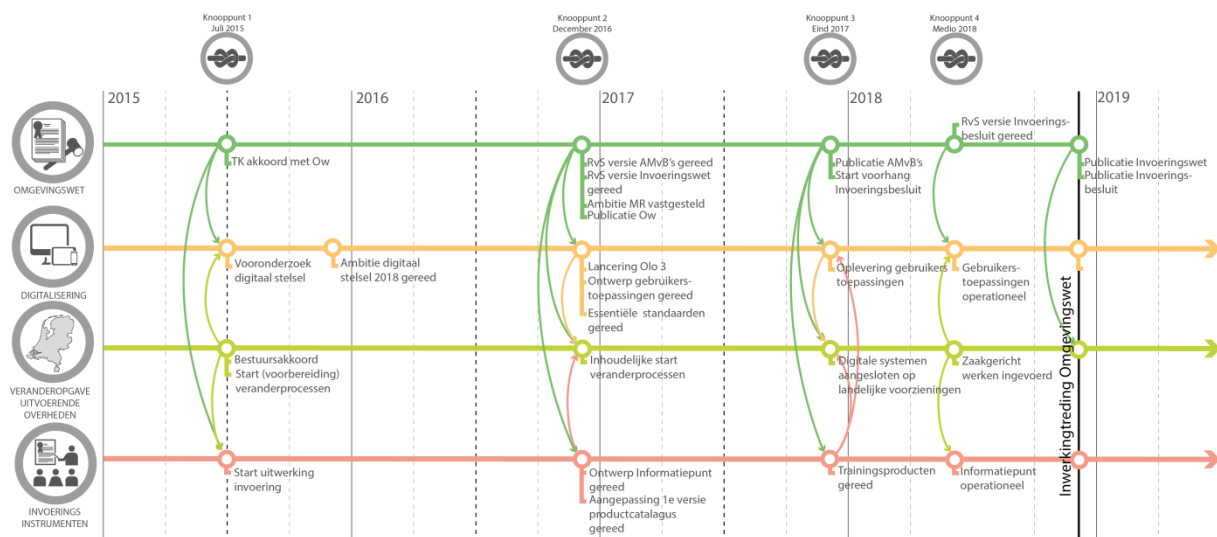 Knooppunt 1
Juli 2015
Knooppunt 2
December 2016
Knooppunt 3
Eind 2017
Knooppunt 4
Medio 2018
2015
2016
2017
2018
2019
OMGEVINGSWET
TK akkoord met Ow
RvS versie AMvB's gereed
RvS versie Invoeringswet
gereed
Ambitie MR vastgesteld
Publicatie Ow
Publicatie AMvB's
Start voorhang
Invoeringsbesluit
RvS versie Invoerings-
besluit gereed
Publicatie Invoeringswet
Publicatie Invoerings-
besluit
DIGITALISERING
Vooronderzoek
digitaal stelsel
Ambitie digitaal
stelsel 2018 gereed
Lancering Olo 3
Ontwerp gebruikers-
toepassingen gereed
Essentiële standaarden
gereed
Oplevering gebruikers
toepassingen
Gebruikers-
toepassingen
operationeel
VERANDEROPGAVE
UITVOERENDE
OVERHEDEN
Bestuursakkoord
Start (voorbereiding)
veranderprocessen
Inhoudelijke start
veranderprocessen
Digitale systemen
aangesloten op
landelijke voorzieningen
Zaakgericht
werken ingevoerd
Inwerkingtreding Omgevingswet
INVOERINGS
INSTRUMENTEN
Start uitwerking
invoering
Ontwerp Informatiepunt
gereed
Aangepassing 1e versie
productcatalagus
gereed
Trainingsproducten
gereed
Informatiepunt
operationeel